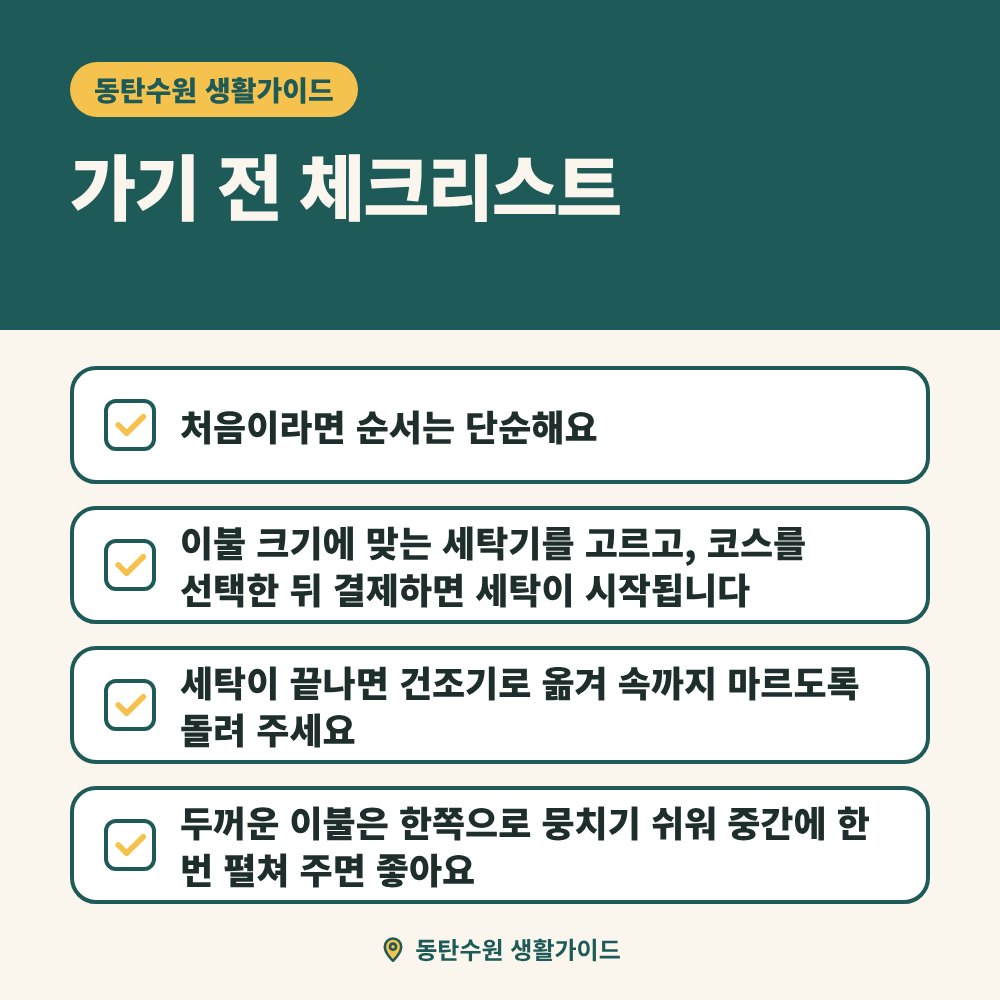 동탄수원 생활가이드
가기 전 체크리스트
처음이라면 순서는 단순해요
이불 크기에 맞는 세탁기를 고르고, 코스를
선택한 뒤 결제하면 세탁이 시작됩니다
세탁이 끝나면 건조기로 옮겨 속까지 마르도록
돌려 주세요
두꺼운 이불은 한쪽으로 뭉치기 쉬워 중간에 한
번 펼쳐 주면 좋아요
동탄수원 생활가이드